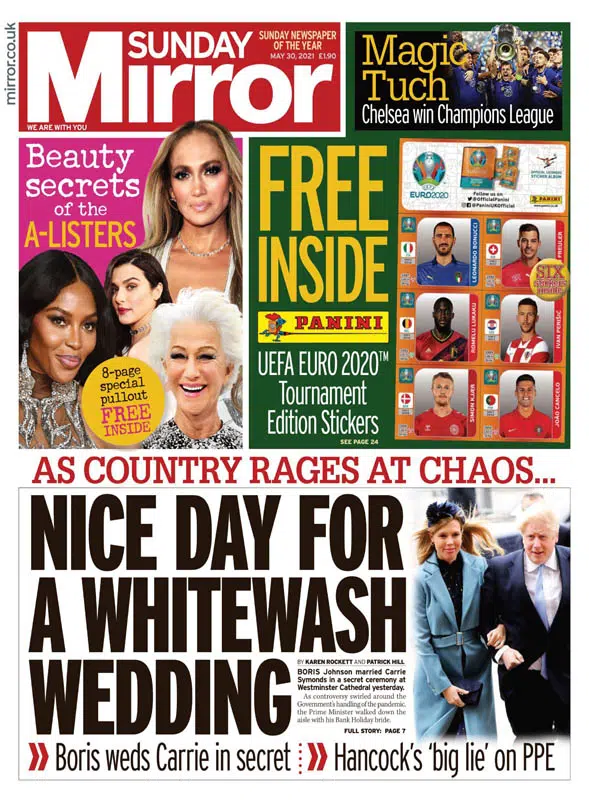 mirror.co.uk
SUNDAY
Mirror
WE ARE WITH YOU
SUNDAY NEWSPAPER
OF THE YEAR
MAY 30, 2021 £1.90
Magic
Tuch
Chelsea win Champions League
Beauty
secrets
of the
A-LISTERS
8-page
special
pullout
FREE
INSIDE
FREE
INSIDE
PANINI
UEFA EURO 2020™
Tournament
Edition Stickers
SEE PAGE 24
EURO2020
Follow us on
@OfficialPanini
@PaniniUKOfficial
PANINI
LEONARDO BONUCCI
FREULER
SIX
ROMELU LUKAKU
IVAN PERIŠIĆ
SIMON KJÆR
JOÃO CANCELO
AS COUNTRY RAGES AT CHAOS...
NICE DAY FOR
A WHITEWASH
WEDDING
BY KAREN ROCKETT AND PATRICK HILL
BORIS Johnson married Carrie
Symonds in a secret ceremony at
Westminster Cathedral yesterday.
As controversy swirled around the
Government's handling of the pandemic,
the Prime Minister walked down the
aisle with his Bank Holiday bride.
FULL STORY: PAGE 7
Boris weds Carrie in secret
Hancock's 'big lie' on PPE